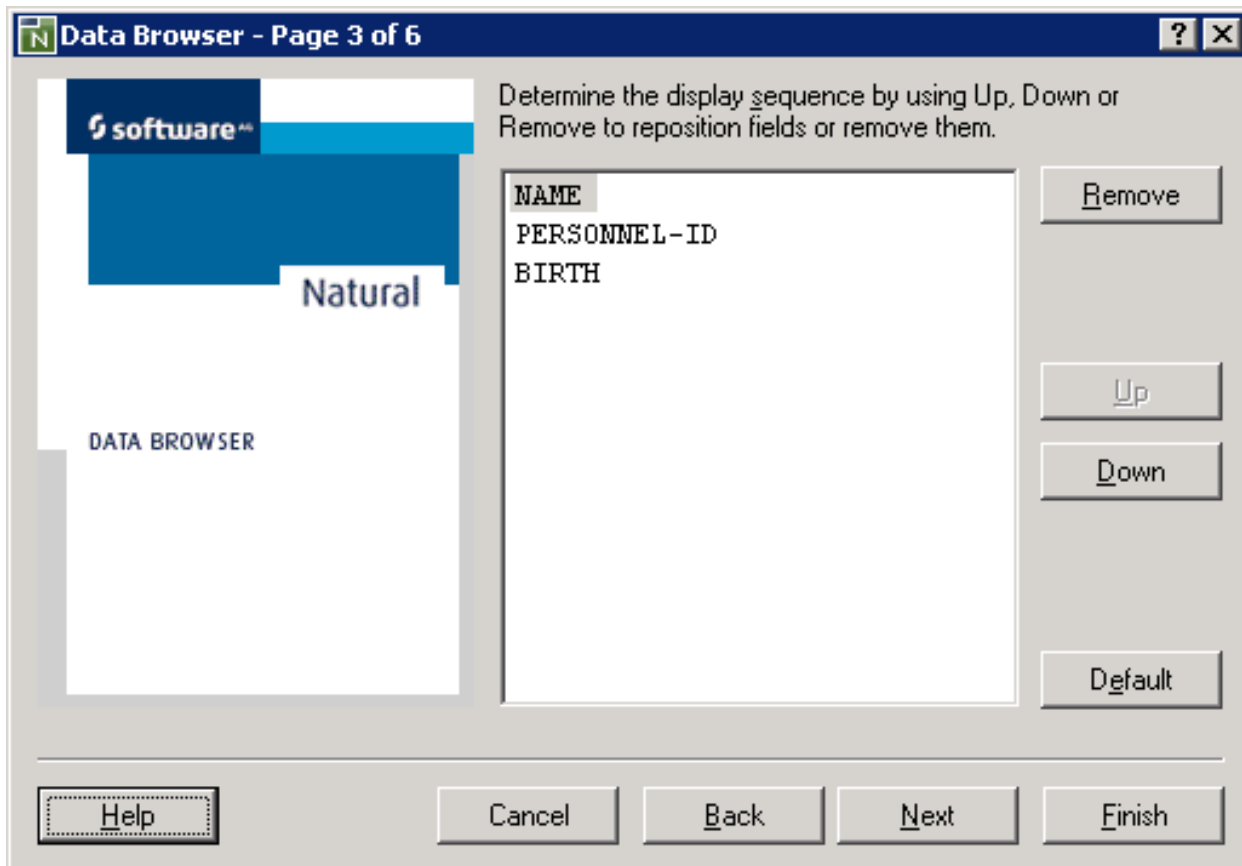 Data Browser - Page 3 of 6
software AG
Natural
DATA BROWSER
Determine the display sequence by using Up, Down or
Remove to reposition fields or remove them.
NAME
PERSONNEL-ID
BIRTH
Remove
Up
Down
Default
Help
Cancel
Back
Next
Finish